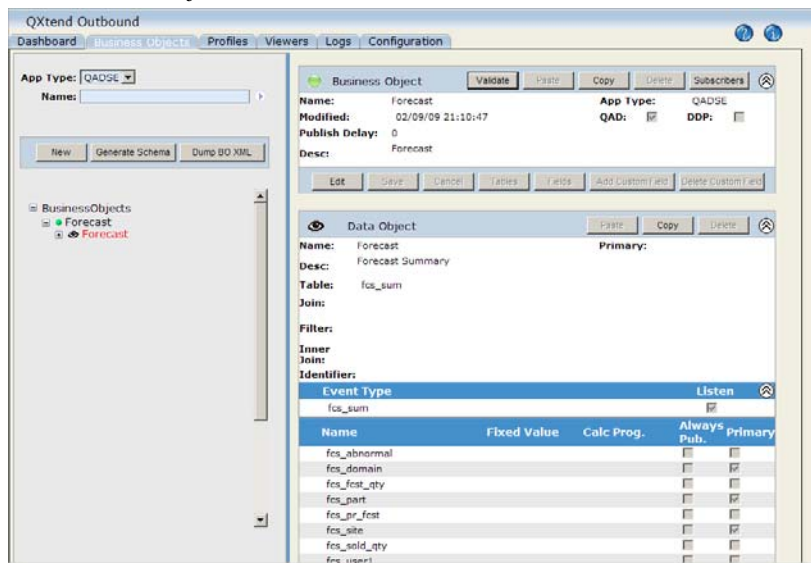 QXtend Outbound
Dashboard Business Objects Profiles Viewers Logs Configuration
App Type: QADSE
Name:
New Generate Schema Dump BO XML
BusinessObjects
Forecast
Forecast
Business Object Validate Paste Copy Delete Subscribers
Name: Forecast App Type: QADSE
Modified: 02/09/09 21:10:47 QAD: DDP:
Publish Delay: 0
Desc: Forecast
Edit Save Cancel Tables Fields Add Custom Field Delete Custom Field
Data Object Paste Copy Delete
Name: Forecast Primary:
Desc: Forecast Summary
Table: fcs_sum
Join:
Filter:
Inner
Join:
Identifier:
Event Type Listen
fcs_sum
Name Fixed Value Calc Prog. Always Pub. Primary
fcs_abnormal
fcs_domain
fcs_fcst_qty
fcs_part
fcs_pr_fcst
fcs_site
fcs_sold_qty
fcs_user1